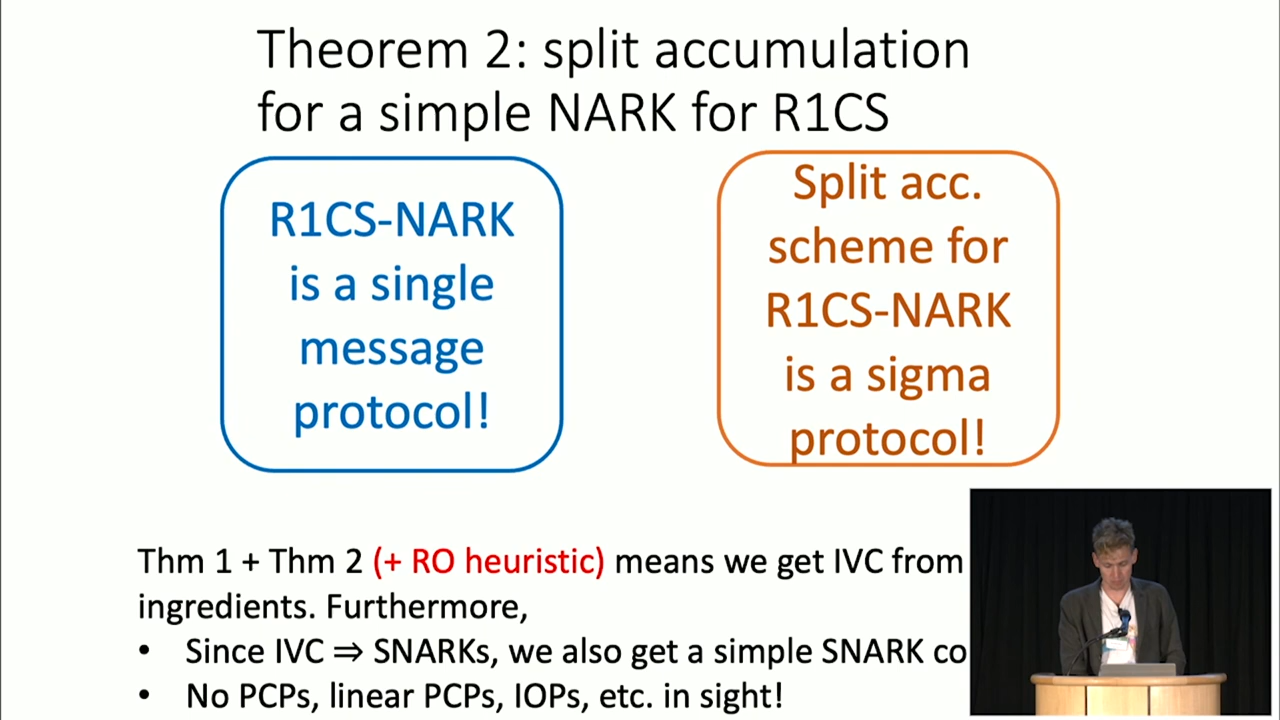 Theorem 2: split accumulation
for a simple NARK for R1CS
R1CS-NARK
is a single
message
protocol!
Split acc.
scheme for
R1CS-NARK
is a sigma
protocol!
Thm 1 + Thm 2 (+ RO heuristic) means we get IVC from
ingredients. Furthermore,
• Since IVC ⇒ SNARKs, we also get a simple SNARK co
• No PCPs, linear PCPs, IOPs, etc. in sight!